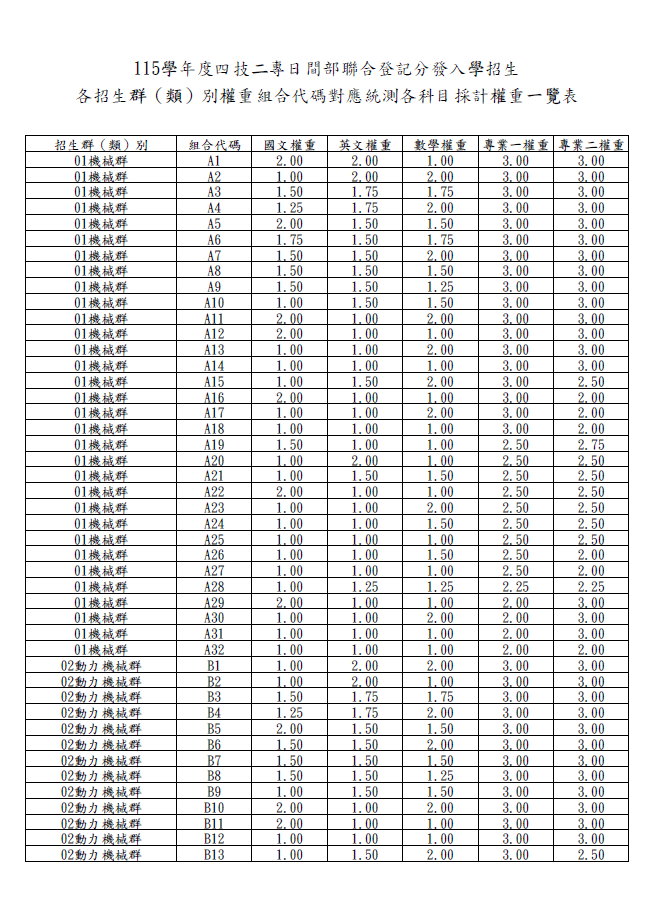 115學年度四技二專日間部聯合登記分發入學招生
各招生群（類）別權重組合代碼對應統測各科目採計權重一覽表
招生群（類）別 組合代碼 國文權重 英文權重 數學權重 專業一權重 專業二權重
01機械群 A1 2.00 2.00 1.00 3.00 3.00
01機械群 A2 1.00 2.00 2.00 3.00 3.00
01機械群 A3 1.50 1.75 1.75 3.00 3.00
01機械群 A4 1.25 1.75 2.00 3.00 3.00
01機械群 A5 2.00 1.50 1.50 3.00 3.00
01機械群 A6 1.75 1.50 1.75 3.00 3.00
01機械群 A7 1.50 1.50 2.00 3.00 3.00
01機械群 A8 1.50 1.50 1.50 3.00 3.00
01機械群 A9 1.50 1.50 1.25 3.00 3.00
01機械群 A10 1.00 1.50 1.50 3.00 3.00
01機械群 A11 2.00 1.00 2.00 3.00 3.00
01機械群 A12 2.00 1.00 1.00 3.00 3.00
01機械群 A13 1.00 1.00 2.00 3.00 3.00
01機械群 A14 1.00 1.00 1.00 3.00 3.00
01機械群 A15 1.00 1.50 2.00 3.00 2.50
01機械群 A16 2.00 1.00 1.00 3.00 2.00
01機械群 A17 1.00 1.00 2.00 3.00 2.00
01機械群 A18 1.00 1.00 1.00 3.00 2.00
01機械群 A19 1.50 1.00 1.00 2.50 2.75
01機械群 A20 1.00 2.00 1.00 2.50 2.50
01機械群 A21 1.00 1.50 1.50 2.50 2.50
01機械群 A22 2.00 1.00 1.00 2.50 2.50
01機械群 A23 1.00 1.00 2.00 2.50 2.50
01機械群 A24 1.00 1.00 1.50 2.50 2.50
01機械群 A25 1.00 1.00 1.00 2.50 2.50
01機械群 A26 1.00 1.00 1.50 2.50 2.00
01機械群 A27 1.00 1.00 1.00 2.50 2.00
01機械群 A28 1.00 1.25 1.25 2.25 2.25
01機械群 A29 2.00 1.00 1.00 2.00 3.00
01機械群 A30 1.00 1.00 2.00 2.00 3.00
01機械群 A31 1.00 1.00 1.00 2.00 3.00
01機械群 A32 1.00 1.00 1.00 2.00 2.00
02動力機械群 B1 1.00 2.00 2.00 3.00 3.00
02動力機械群 B2 1.00 2.00 1.00 3.00 3.00
02動力機械群 B3 1.50 1.75 1.75 3.00 3.00
02動力機械群 B4 1.25 1.75 2.00 3.00 3.00
02動力機械群 B5 2.00 1.50 1.50 3.00 3.00
02動力機械群 B6 1.50 1.50 2.00 3.00 3.00
02動力機械群 B7 1.50 1.50 1.50 3.00 3.00
02動力機械群 B8 1.50 1.50 1.25 3.00 3.00
02動力機械群 B9 1.00 1.50 1.50 3.00 3.00
02動力機械群 B10 2.00 1.00 2.00 3.00 3.00
02動力機械群 B11 2.00 1.00 1.00 3.00 3.00
02動力機械群 B12 1.00 1.00 1.00 3.00 3.00
02動力機械群 B13 1.00 1.50 2.00 3.00 2.50